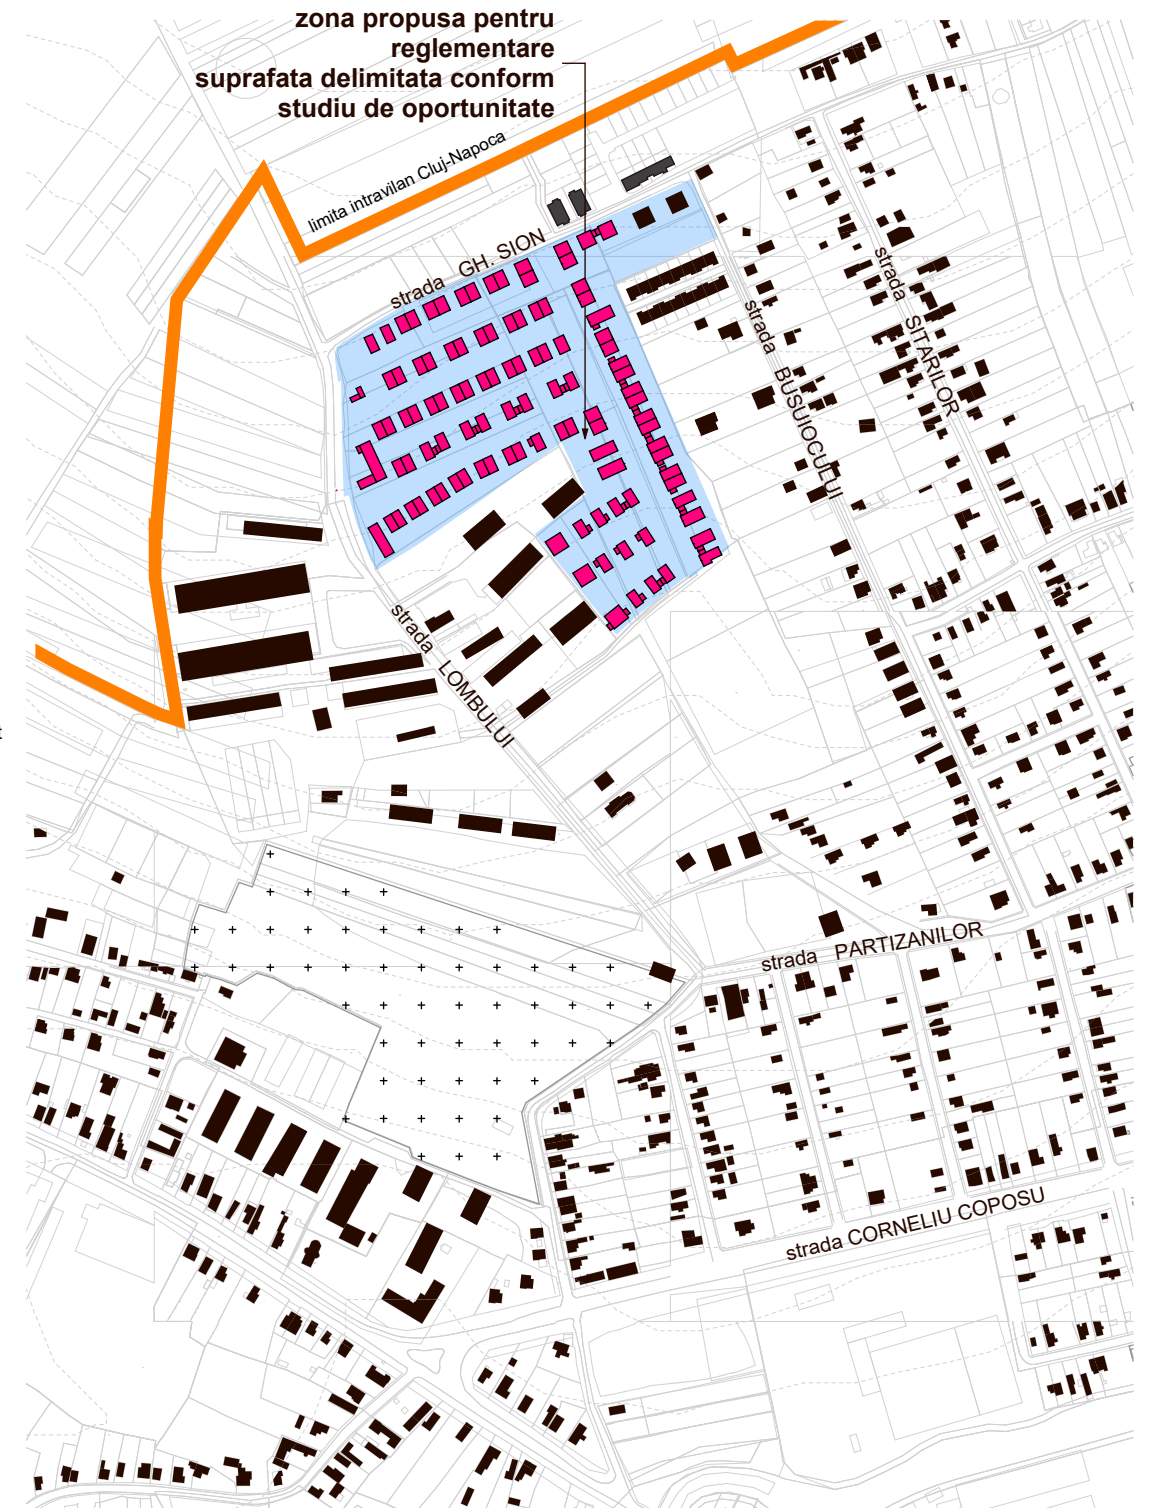 zona propusa pentru
reglementare
suprafata delimitata conform
studiu de oportunitate
limita intravilan Cluj-Napoca
strada GH. SION
strada SITARILOR
strada BUSUIOCULUI
strada LOMBULUI
t
strada PARTIZANILOR
strada CORNELIU COPOSU